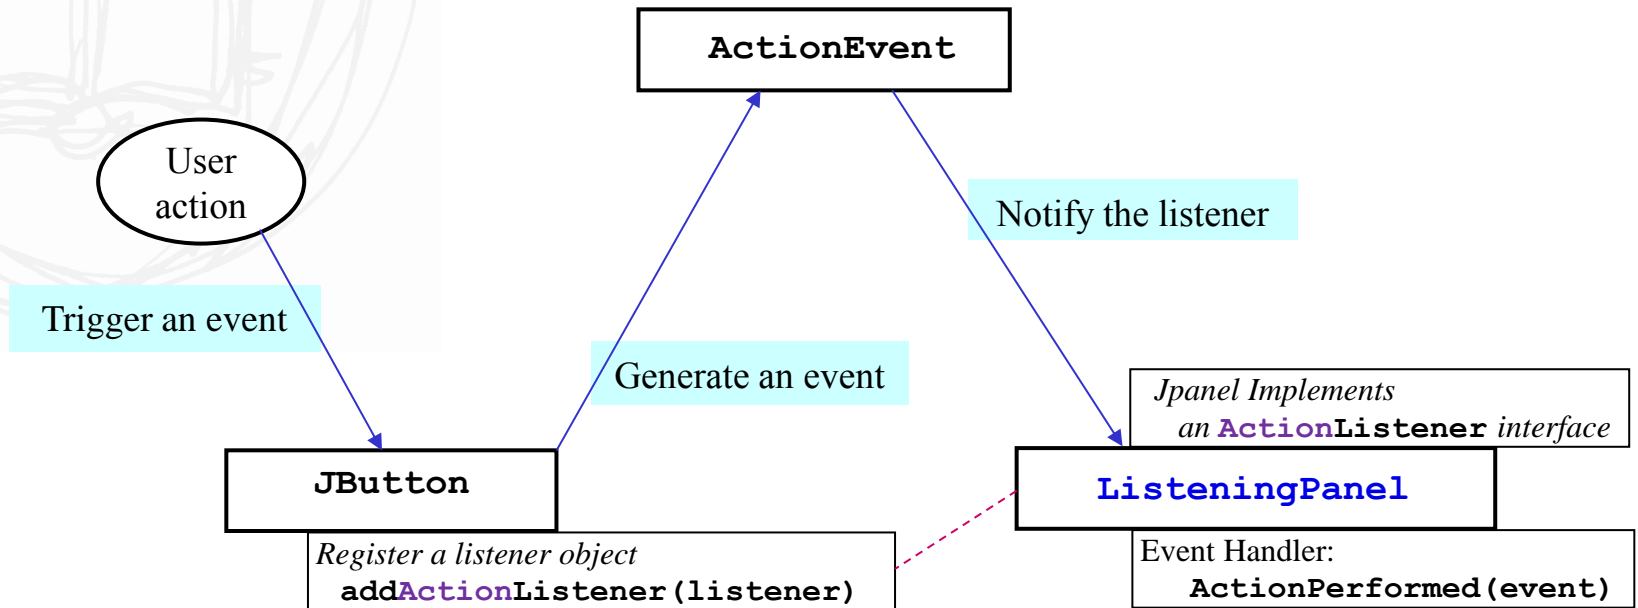 ActionEvent
User
action
Notify the listener
Trigger an event
Generate an event
Jpanel Implements
an ActionListener interface
JButton
ListeningPanel
Register a listener object
addActionListener(listener)
Event Handler:
ActionPerformed(event)